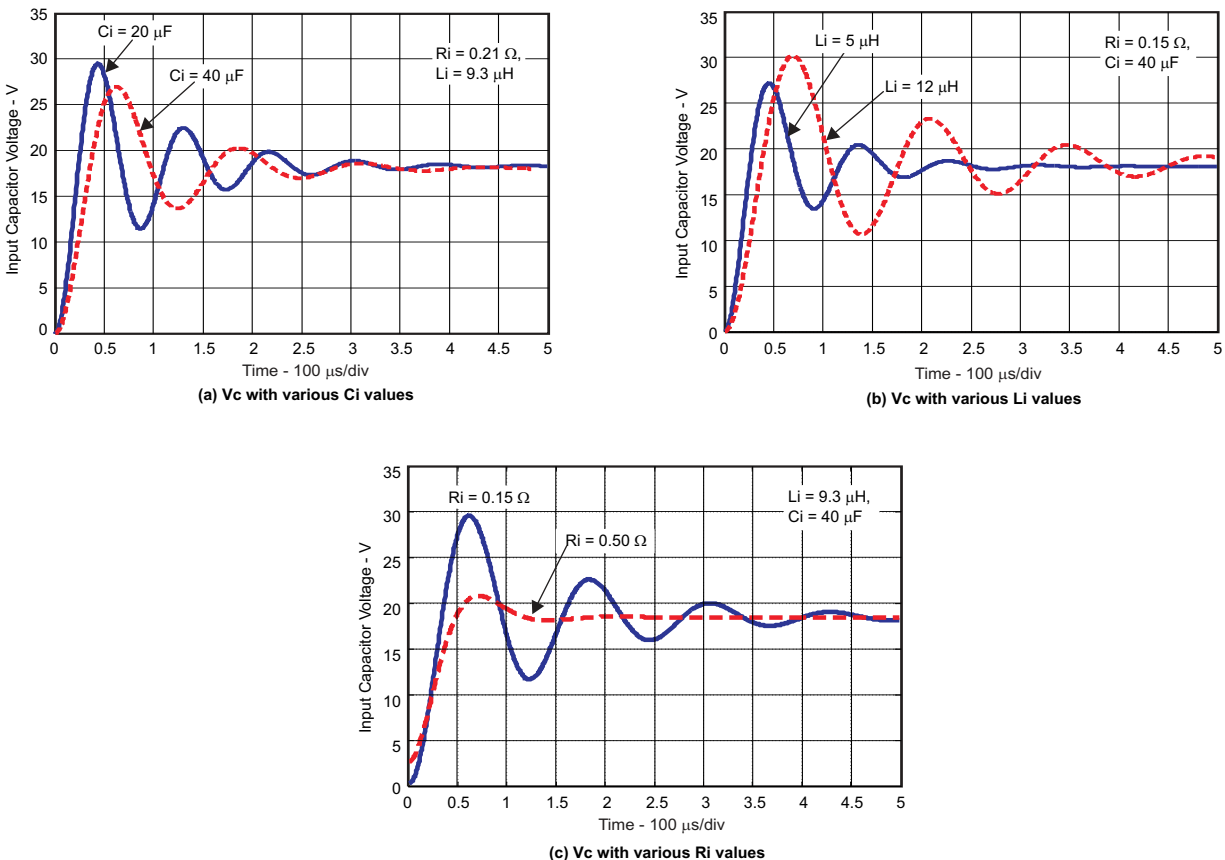 35
30
25
20
15
10
5
0
Input Capacitor Voltage - V
Ci = 20 μF
Ci = 40 μF
Ri = 0.21 Ω,
Li = 9.3 μH
0 0.5 1 1.5 2 2.5 3 3.5 4 4.5 5
Time - 100 μs/div
(a) Vc with various Ci values
35
30
25
20
15
10
5
0
Input Capacitor Voltage - V
Li = 5 μH
Li = 12 μH
Ri = 0.15 Ω,
Ci = 40 μF
0 0.5 1 1.5 2 2.5 3 3.5 4 4.5 5
Time - 100 μs/div
(b) Vc with various Li values
35
30
25
20
15
10
5
0
Input Capacitor Voltage - V
Ri = 0.15 Ω
Ri = 0.50 Ω
Li = 9.3 μH,
Ci = 40 μF
0 0.5 1 1.5 2 2.5 3 3.5 4 4.5 5
Time - 100 μs/div
(c) Vc with various Ri values